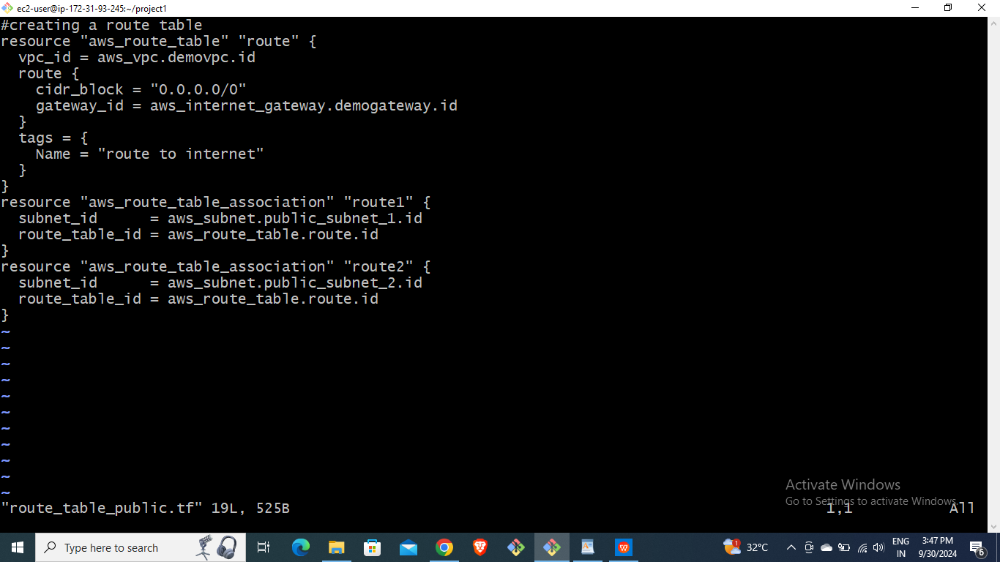 ec2-user@ip-172-31-93-245:~/project1
#creating a route table
resource "aws_route_table" "route" {
  vpc_id = aws_vpc.demovpc.id
  route {
    cidr_block = "0.0.0.0/0"
    gateway_id = aws_internet_gateway.demogateway.id
  }
  tags = {
    Name = "route to internet"
  }
}
resource "aws_route_table_association" "route1" {
  subnet_id      = aws_subnet.public_subnet_1.id
  route_table_id = aws_route_table.route.id
}
resource "aws_route_table_association" "route2" {
  subnet_id      = aws_subnet.public_subnet_2.id
  route_table_id = aws_route_table.route.id
}
~
~
~
~
~
~
~
~
~
~
~
Activate Windows
Go to Settings to activate Windows.
"route_table_public.tf" 19L, 525B 1,1 All
Type here to search
W
1
32°C
ENG
IN
3:47 PM
9/30/2024
6